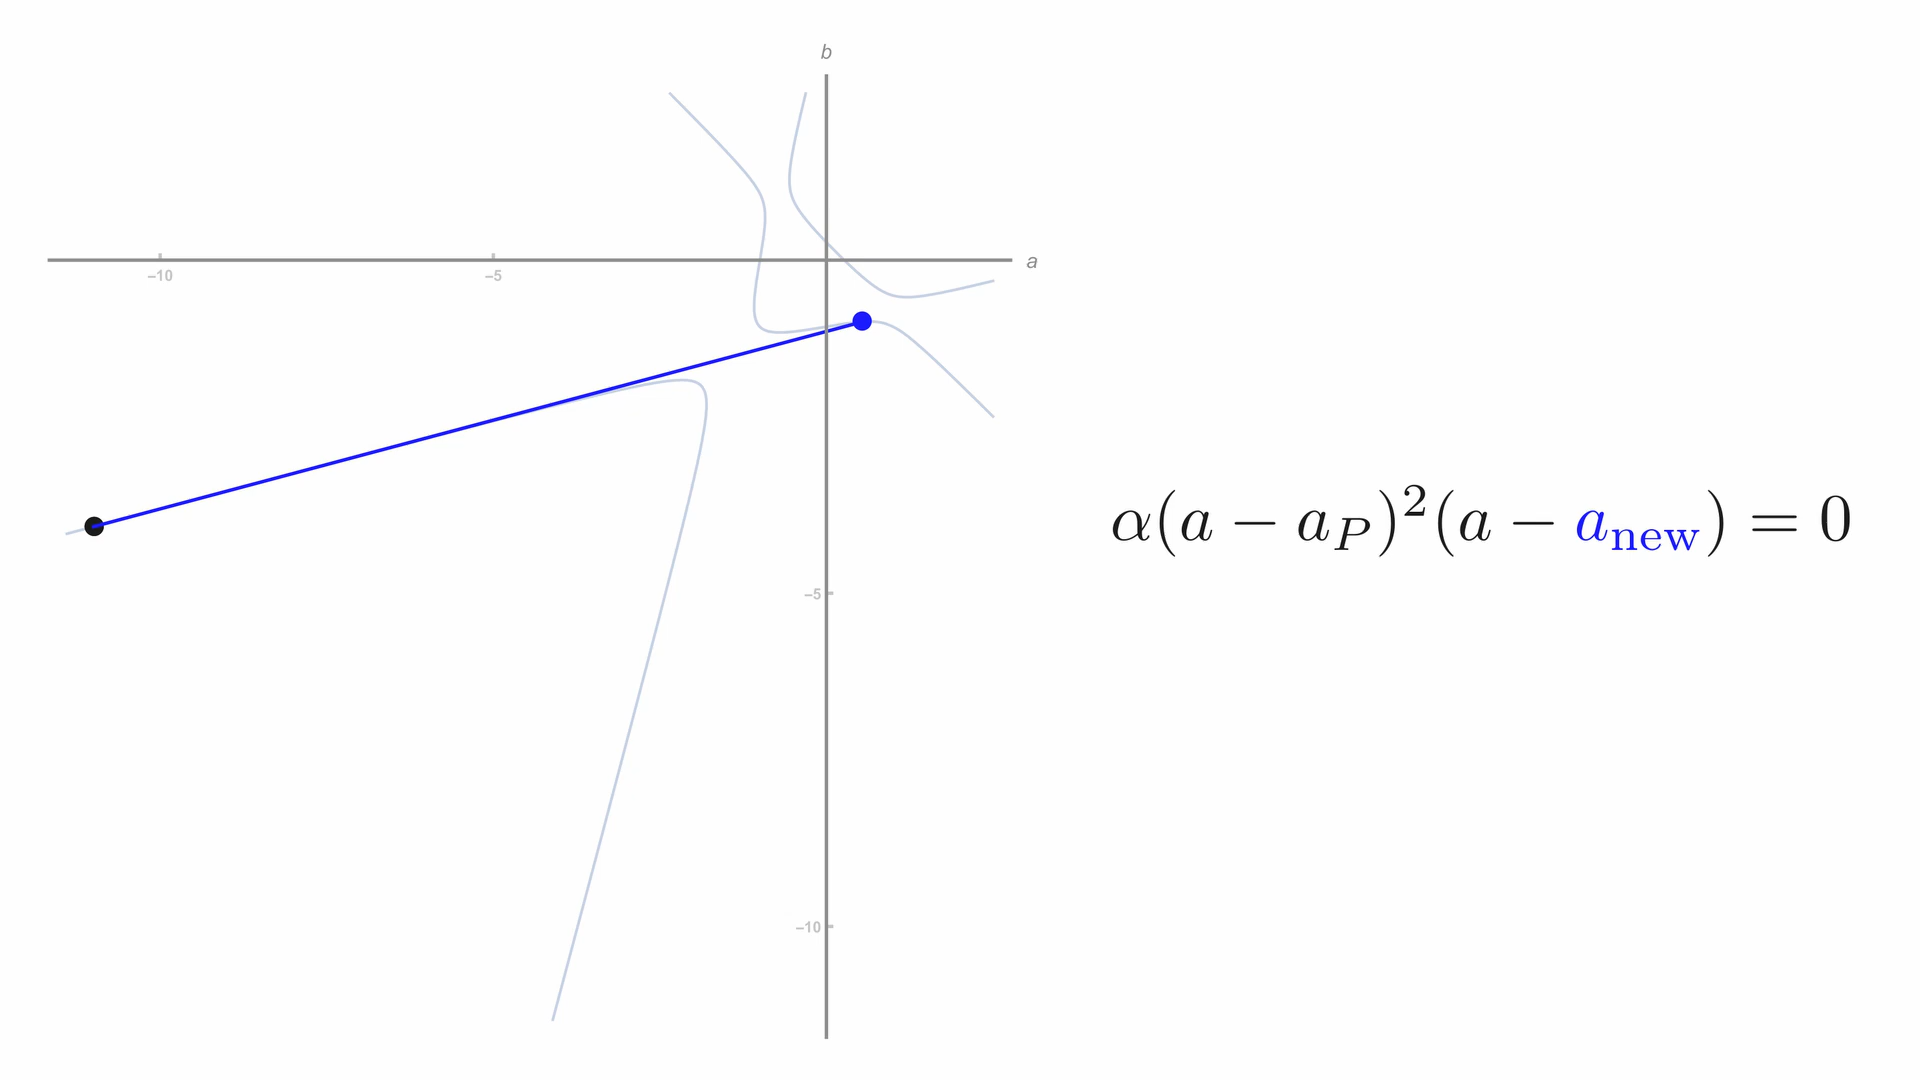 b
a
–10
–5
–5
–10
α(a − a_P)²(a − a_new) = 0